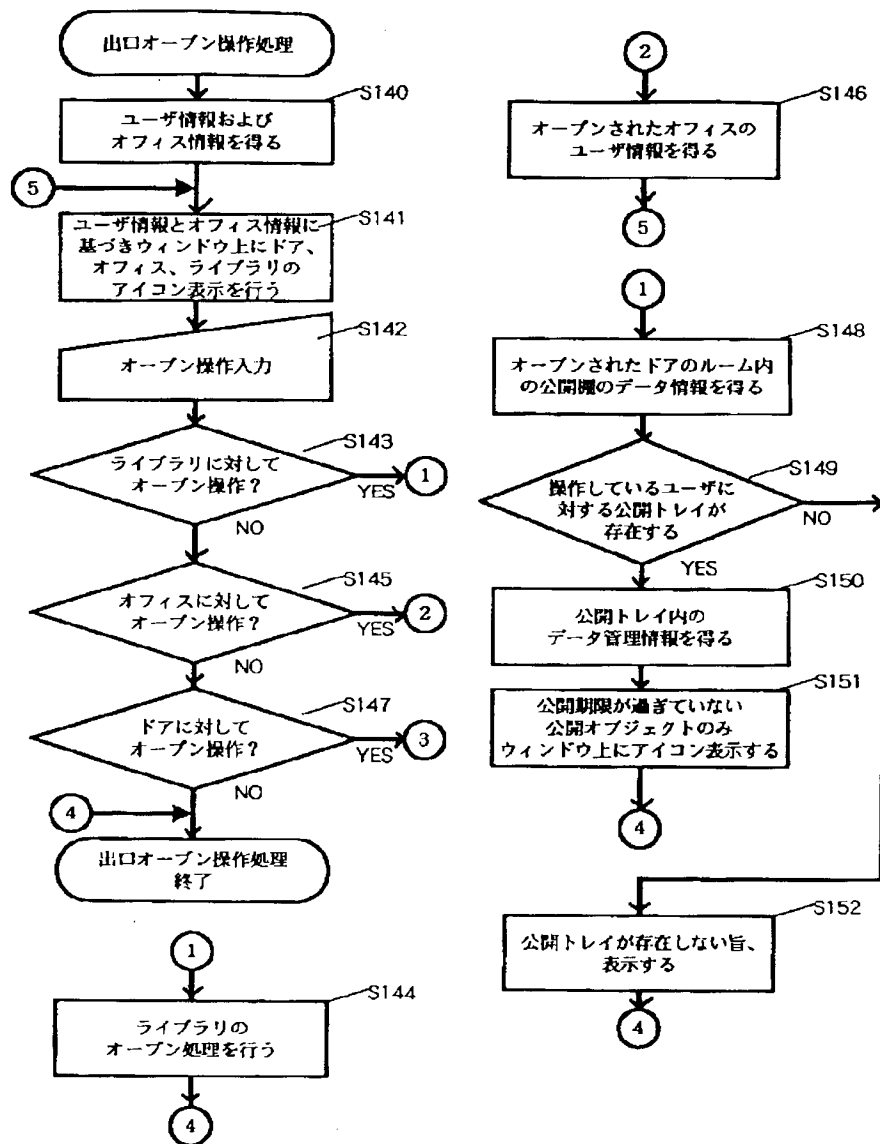 出口オープン操作処理
S140
ユーザ情報および
オフィス情報を得る
5
S141
ユーザ情報とオフィス情報に
基づきウィンドウ上にドア、
オフィス、ライブラリの
アイコン表示を行う
S142
オープン操作入力
S143
ライブラリに対して
オープン操作?
YES
1
NO
S145
オフィスに対して
オープン操作?
YES
2
NO
S147
ドアに対して
オープン操作?
YES
3
NO
4
出口オープン操作処理
終了
1
S144
ライブラリの
オープン処理を行う
4
2
S146
オープンされたオフィスの
ユーザ情報を得る
5
1
S148
オープンされたドアのルーム内
の公開棚のデータ情報を得る
S149
操作しているユーザに
対する公開トレイが
存在する
NO
YES
S150
公開トレイ内の
データ管理情報を得る
S151
公開期限が過ぎていない
公開オブジェクトのみ
ウィンドウ上にアイコン表示する
4
S152
公開トレイが存在しない旨、
表示する
4